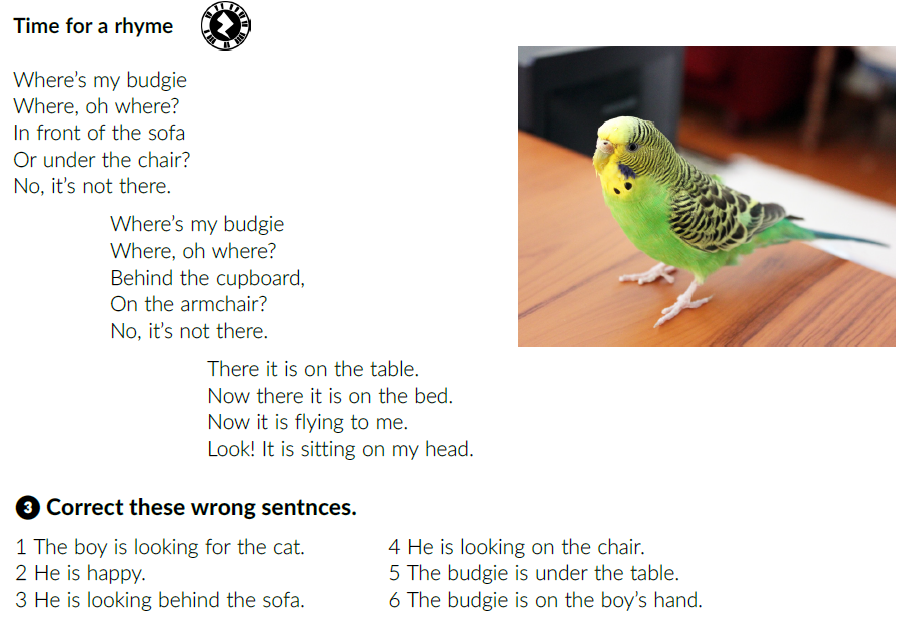 Time for a rhyme
Where's my budgie
Where, oh where?
In front of the sofa
Or under the chair?
No, it's not there.
Where's my budgie
Where, oh where?
Behind the cupboard,
On the armchair?
No, it's not there.
There it is on the table.
Now there it is on the bed.
Now it is flying to me.
Look! It is sitting on my head.
3 Correct these wrong sentnces.
1 The boy is looking for the cat.
2 He is happy.
3 He is looking behind the sofa.
4 He is looking on the chair.
5 The budgie is under the table.
6 The budgie is on the boy's hand.